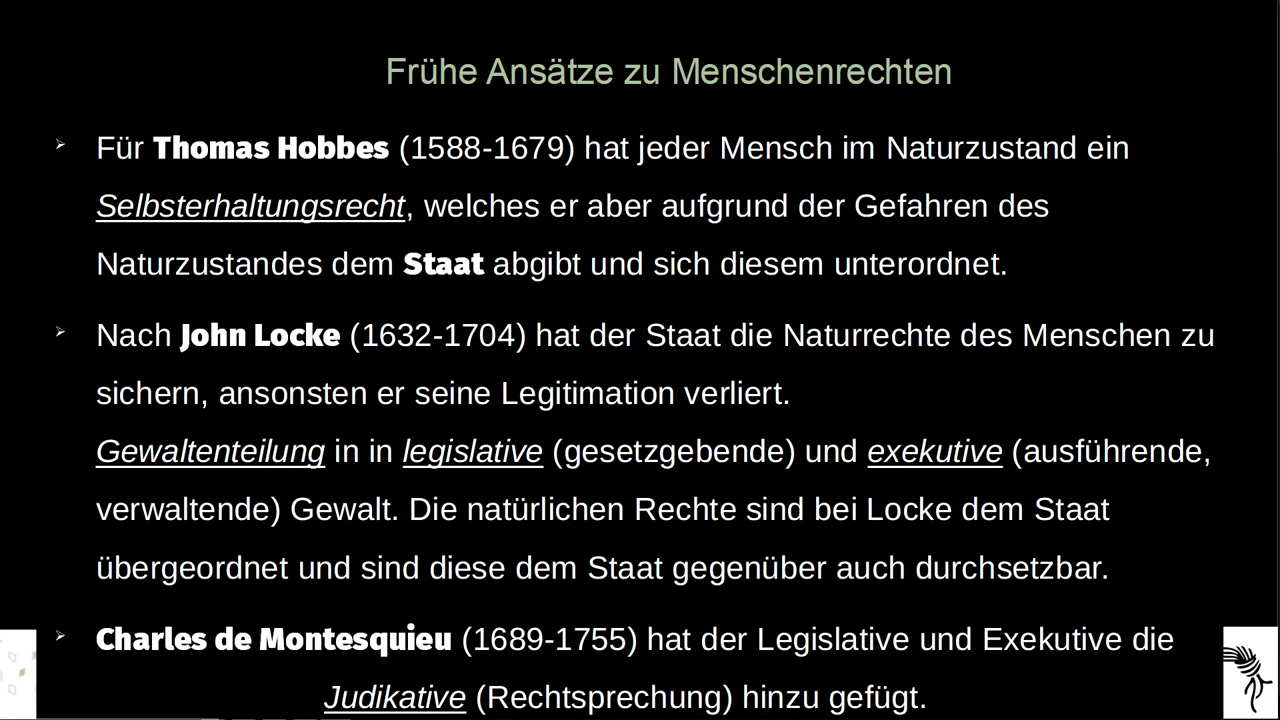 Frühe Ansätze zu Menschenrechten
Für Thomas Hobbes (1588-1679) hat jeder Mensch im Naturzustand ein
Selbsterhaltungsrecht, welches er aber aufgrund der Gefahren des
Naturzustandes dem Staat abgibt und sich diesem unterordnet.
Nach John Locke (1632-1704) hat der Staat die Naturrechte des Menschen zu
sichern, ansonsten er seine Legitimation verliert.
Gewaltenteilung in in legislative (gesetzgebende) und exekutive (ausführende,
verwaltende) Gewalt. Die natürlichen Rechte sind bei Locke dem Staat
übergeordnet und sind diese dem Staat gegenüber auch durchsetzbar.
Charles de Montesquieu (1689-1755) hat der Legislative und Exekutive die
Judikative (Rechtsprechung) hinzu gefügt.